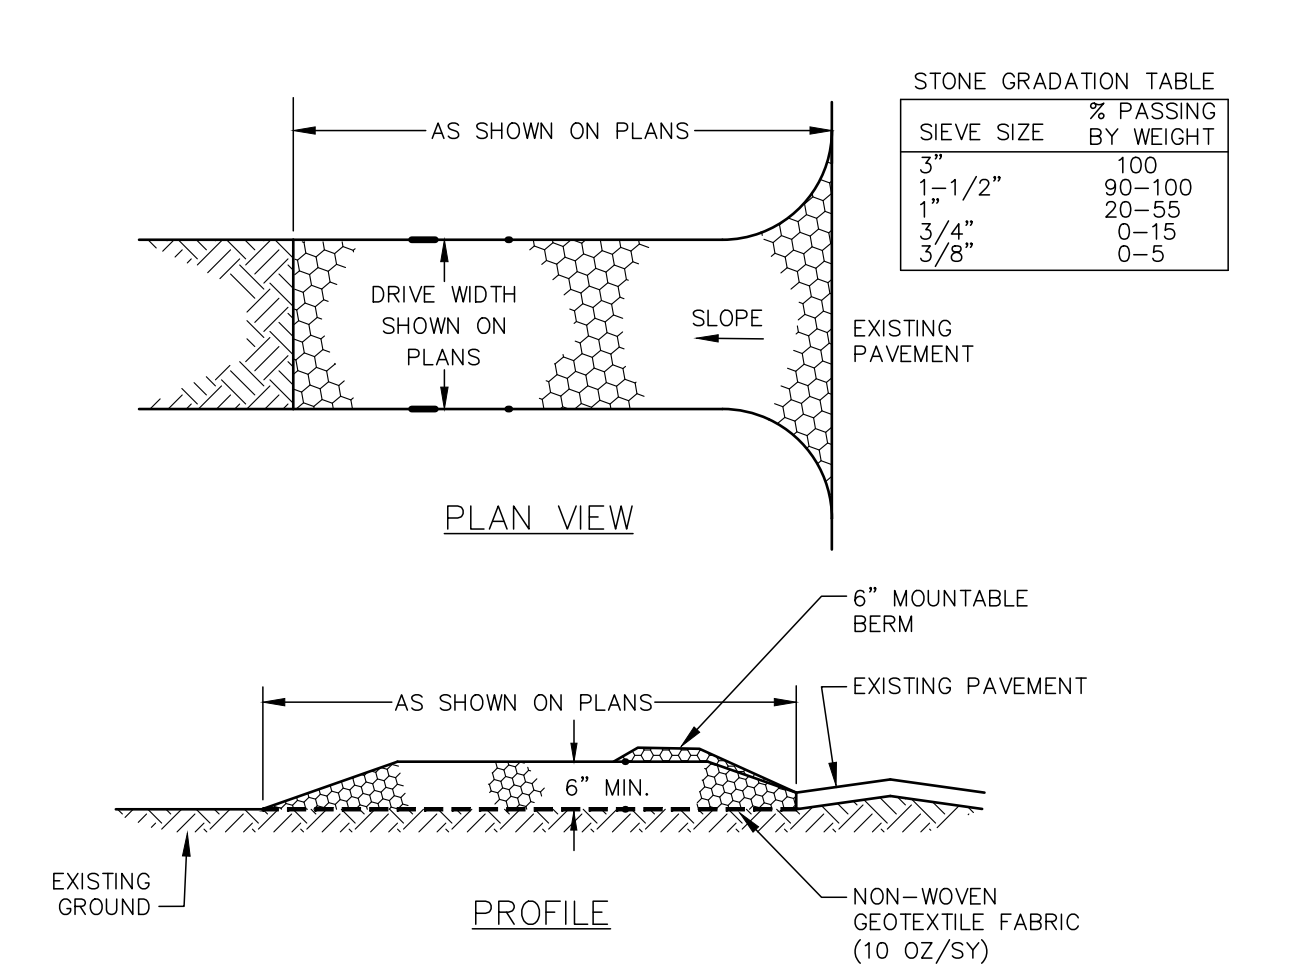 STONE GRADATION TABLE
SIEVE SIZE
% PASSING
BY WEIGHT
3" 100
1-1/2" 90-100
1" 20-55
3/4" 0-15
3/8" 0-5
AS SHOWN ON PLANS
DRIVE WIDTH
SHOWN ON
PLANS
SLOPE
EXISTING
PAVEMENT
PLAN VIEW
6" MOUNTABLE
BERM
EXISTING PAVEMENT
AS SHOWN ON PLANS
6" MIN.
EXISTING
GROUND
NON-WOVEN
GEOTEXTILE FABRIC
(10 OZ/SY)
PROFILE